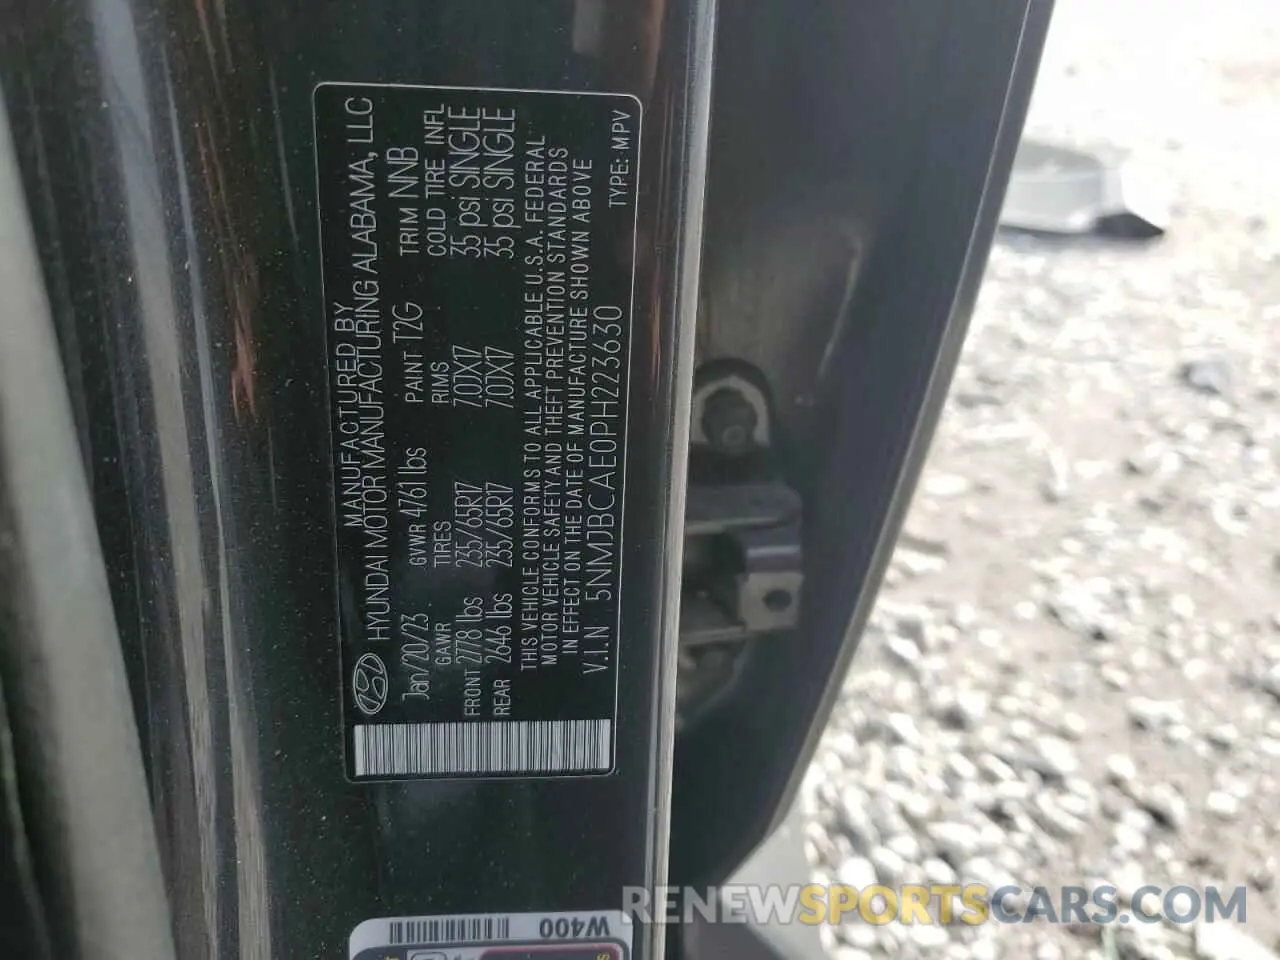 MANUFACTURED BY
HYUNDAI MOTOR MANUFACTURING ALABAMA, LLC
Jan/20/23 GVWR 4761 lbs PAINT T2G TRIM NNB
GAWR TIRES RIMS COLD TIRE INFL
FRONT 2778 lbs 235/65R17 7.0JX17 35 psi SINGLE
REAR 2646 lbs 235/65R17 7.0JX17 35 psi SINGLE
THIS VEHICLE CONFORMS TO ALL APPLICABLE U.S.A. FEDERAL
MOTOR VEHICLE SAFETY AND THEFT PREVENTION STANDARDS
IN EFFECT ON THE DATE OF MANUFACTURE SHOWN ABOVE
V.I.N 5NMJBCAE0PH223630 TYPE: MPV
W400
RENEWSPORTSCARS.COM